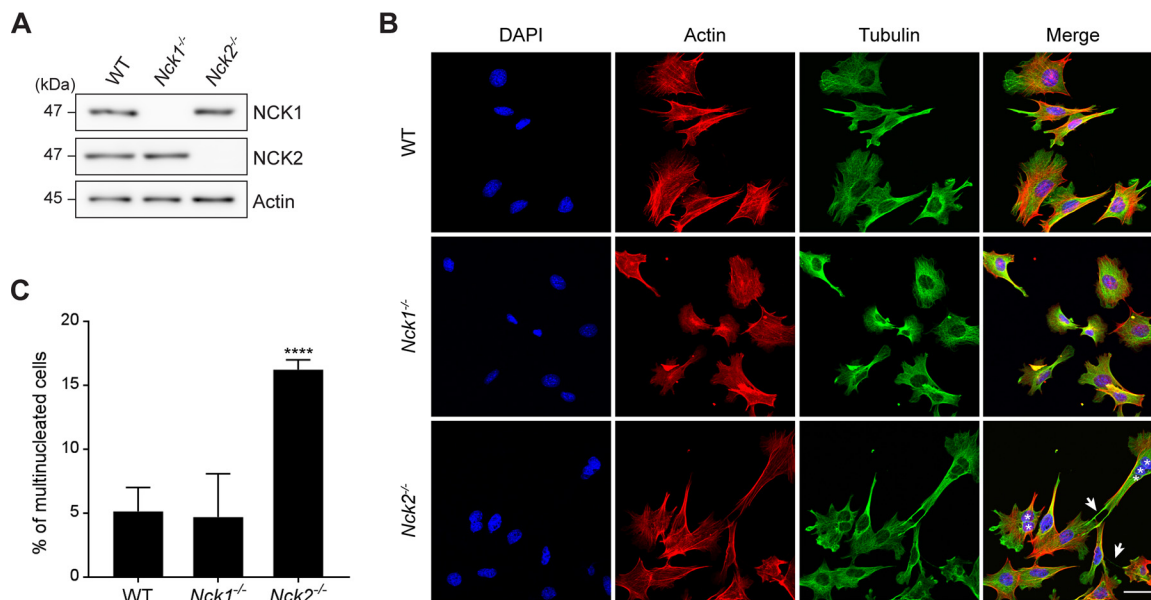 A
WT
Nck1-/-
Nck2-/-
(kDa)
47
NCK1
47
NCK2
45
Actin
B
DAPI
Actin
Tubulin
Merge
WT
Nck1-/-
Nck2-/-
*
*
*
*
*
C
% of multinucleated cells
20
15
10
5
0
****
WT
Nck1-/-
Nck2-/-